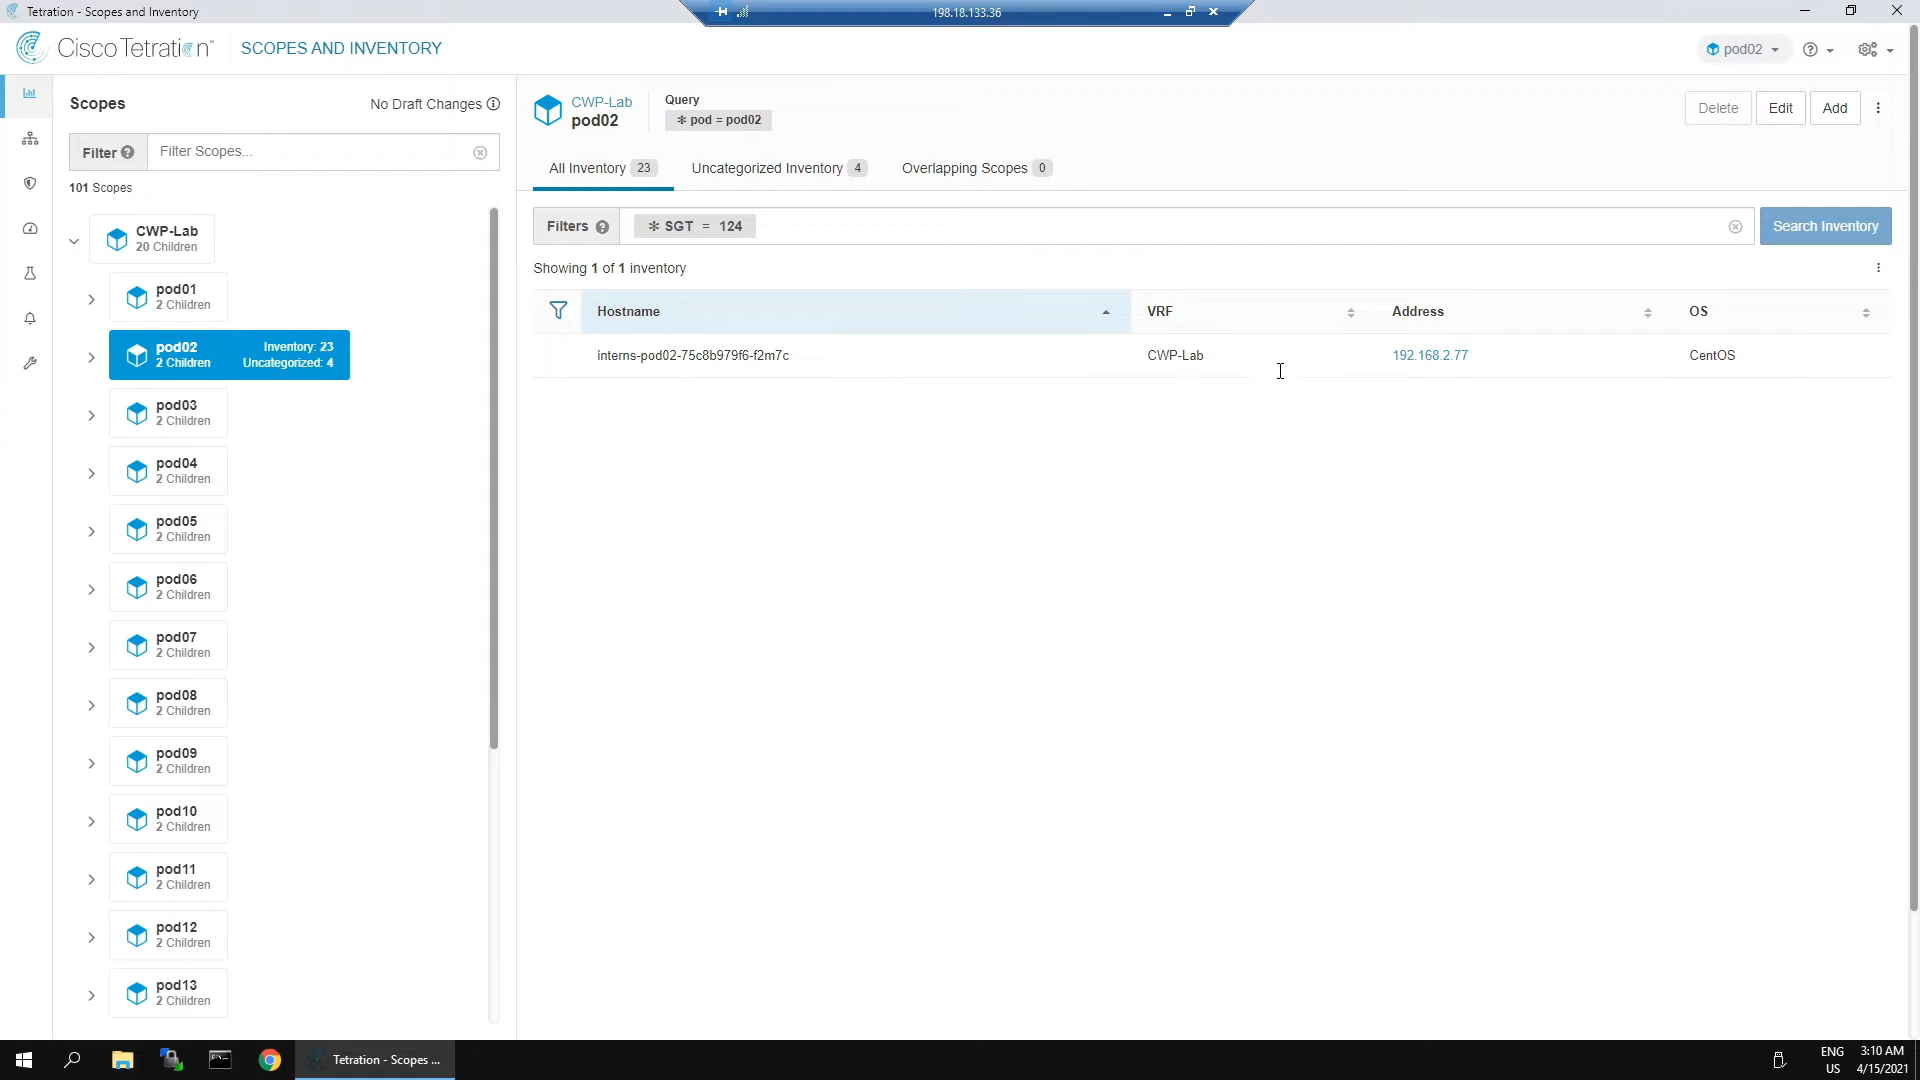 Tetration - Scopes and Inventory
198.18.133.36
Cisco Tetration™
SCOPES AND INVENTORY
pod02
Scopes
No Draft Changes
Filter
Filter Scopes...
101 Scopes
CWP-Lab
20 Children
pod01
2 Children
pod02
2 Children
Inventory: 23
Uncategorized: 4
pod03
2 Children
pod04
2 Children
pod05
2 Children
pod06
2 Children
pod07
2 Children
pod08
2 Children
pod09
2 Children
pod10
2 Children
pod11
2 Children
pod12
2 Children
pod13
2 Children
CWP-Lab
pod02
Query
* pod = pod02
Delete
Edit
Add
All Inventory 23
Uncategorized Inventory 4
Overlapping Scopes 0
Filters
* SGT = 124
Search Inventory
Showing 1 of 1 inventory
Hostname VRF Address OS
interns-pod02-75c8b979f6-f2m7c CWP-Lab 192.168.2.77 CentOS
Tetration - Scopes ...
ENG
US
3:10 AM
4/15/2021